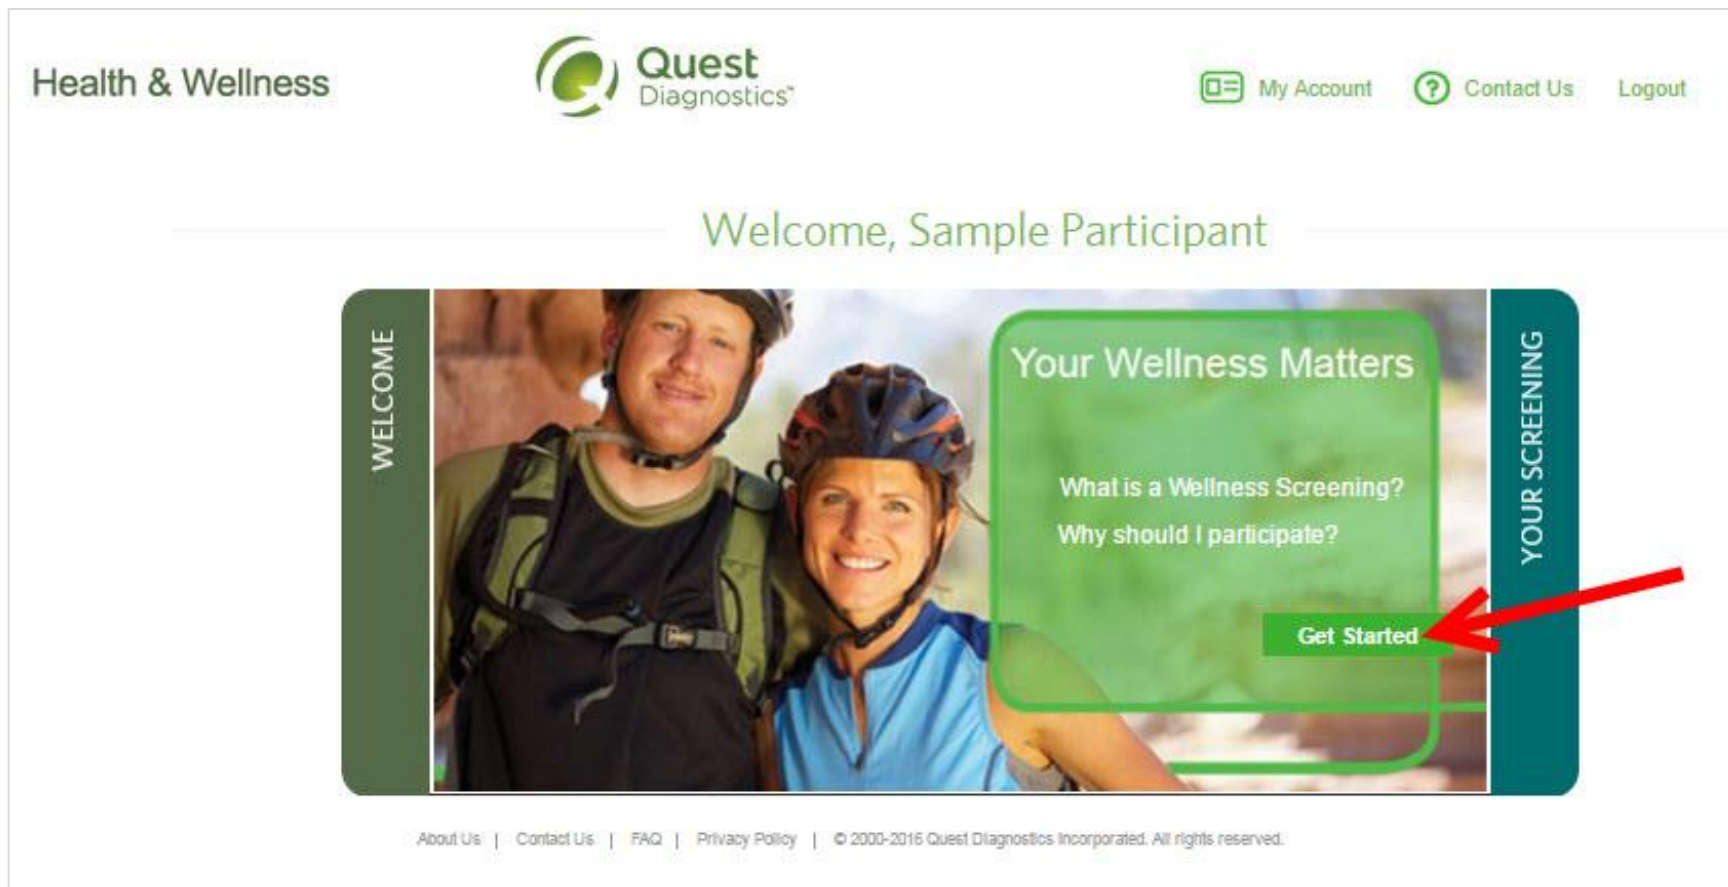 Health & Wellness
Quest
Diagnostics™
My Account
? Contact Us
Logout
Welcome, Sample Participant
WELCOME
Your Wellness Matters
What is a Wellness Screening?
Why should I participate?
Get Started
YOUR SCREENING
About Us | Contact Us | FAQ | Privacy Policy | © 2000-2016 Quest Diagnostics Incorporated. All rights reserved.